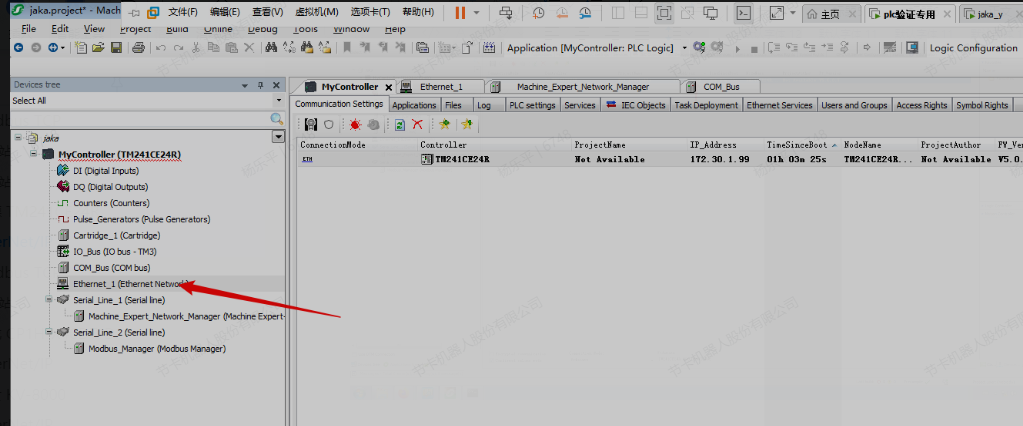 jaka.project* - Mach 文件(F) 编辑(E) 查看(V) 虚拟机(M) 选项卡(T) 帮助(H) 主页 plc验证专用 jaka_y
File Edit View Project Build Online Debug Tools Window Help
Application [MyController: PLC Logic] Logic Configuration
Devices tree
Select All
jaka
MyController (TM241CE24R)
DI (Digital Inputs)
DQ (Digital Outputs)
Counters (Counters)
Pulse_Generators (Pulse Generators)
Cartridge_1 (Cartridge)
IO_Bus (IO bus - TM3)
COM_Bus (COM bus)
Ethernet_1 (Ethernet Network)
Serial_Line_1 (Serial line)
Machine_Expert_Network_Manager (Machine Expert-
Serial_Line_2 (Serial line)
Modbus_Manager (Modbus Manager)
MyController Ethernet_1 Machine_Expert_Network_Manager COM_Bus
Communication Settings Applications Files Log PLC settings Services IEC Objects Task Deployment Ethernet Services Users and Groups Access Rights Symbol Rights
ConnectionMode Controller ProjectName IP_Address TimeSinceBoot NodeName ProjectAuthor FV_Ve
ETH TM241CE24R Not Available 172.30.1.99 01h 03m 25s TM241CE24R... Not Available V5.0.